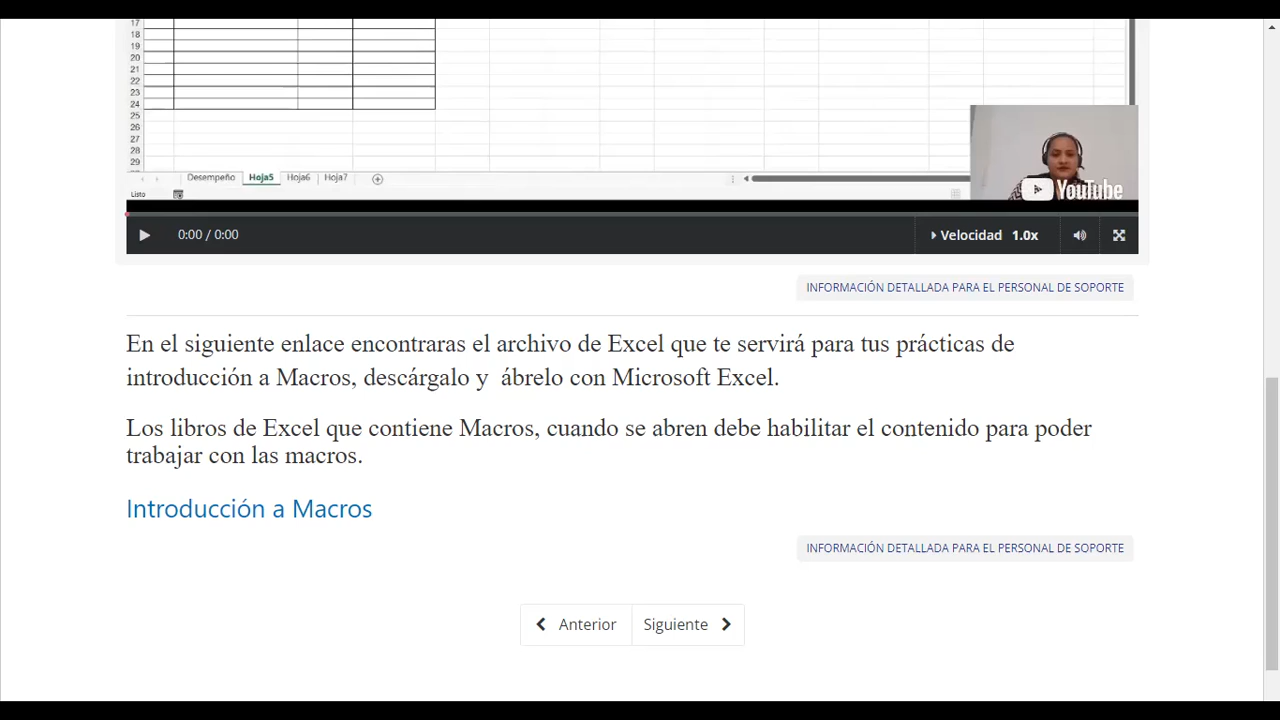 17
18
19
20
21
22
23
24
25
26
27
28
29
Desempeño Hoja5 Hoja6 Hoja7
Listo
YouTube
0:00 / 0:00 Velocidad 1.0x
INFORMACIÓN DETALLADA PARA EL PERSONAL DE SOPORTE
En el siguiente enlace encontraras el archivo de Excel que te servirá para tus prácticas de
introducción a Macros, descárgalo y ábrelo con Microsoft Excel.
Los libros de Excel que contiene Macros, cuando se abren debe habilitar el contenido para poder
trabajar con las macros.
Introducción a Macros
INFORMACIÓN DETALLADA PARA EL PERSONAL DE SOPORTE
Anterior Siguiente